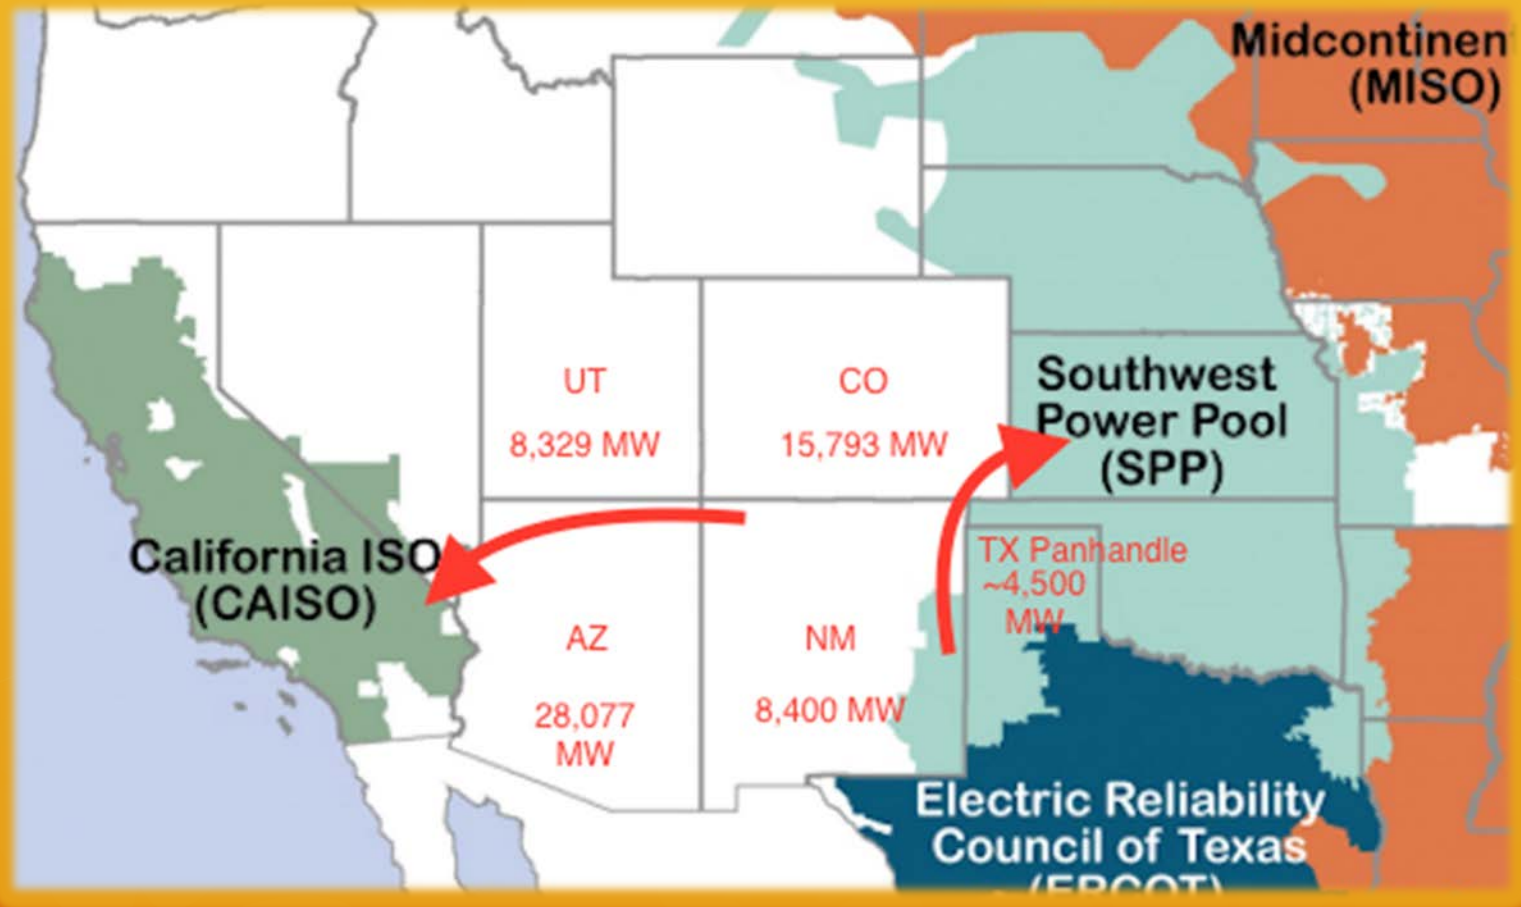 Midcontinen
(MISO)
UT
8,329 MW
CO
15,793 MW
Southwest
Power Pool
(SPP)
California ISO
(CAISO)
TX Panhandle
~4,500
MW
AZ
28,077
MW
NM
8,400 MW
Electric Reliability
Council of Texas
(ERCOT)